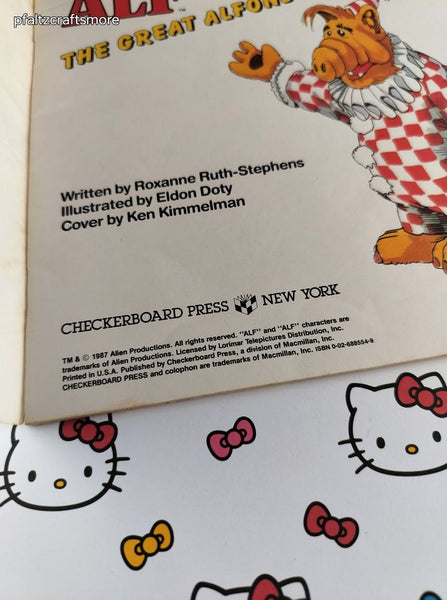 pfaltzcraftsmore
ALF
TM
THE GREAT ALFONS
Written by Roxanne Ruth-Stephens
Illustrated by Eldon Doty
Cover by Ken Kimmelman
CHECKERBOARD PRESS NEW YORK
TM & © 1987 Alien Productions. All rights reserved. "ALF" and "ALF" characters are
trademarks of Alien Productions. Licensed by Lorimar Telepictures Distribution, Inc.
Printed in U.S.A. Published by Checkerboard Press, a division of Macmillan, Inc.
CHECKERBOARD PRESS and colophon are trademarks of Macmillan, Inc. ISBN 0-02-688554-9